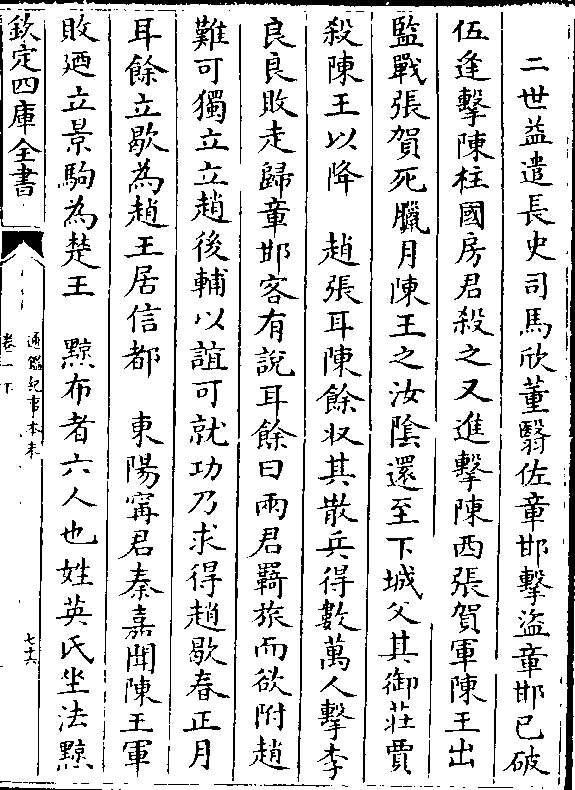 二世益遣長史司馬欣董翳佐章邯擊盜章邯已破
伍逢擊陳柱國房君殺之又進擊陳西張賀軍陳王出
監戰張賀死臘月陳王之汝隂還至下城父其御莊賈
殺陳王以降　趙張耳陳餘収其散兵得數萬人擊李
良良敗走歸章邯客有說耳餘曰兩君羇旅而欲附趙
難可獨立立趙後輔以誼可就功乃求得趙歇春正月
耳餘立歇為趙王居信都　東陽甯君秦嘉聞陳王軍
敗廼立景駒為楚王　黥布者六人也姓英氏坐法黥
欽定四庫全書
通鑑紀事本末
卷二下
七十六